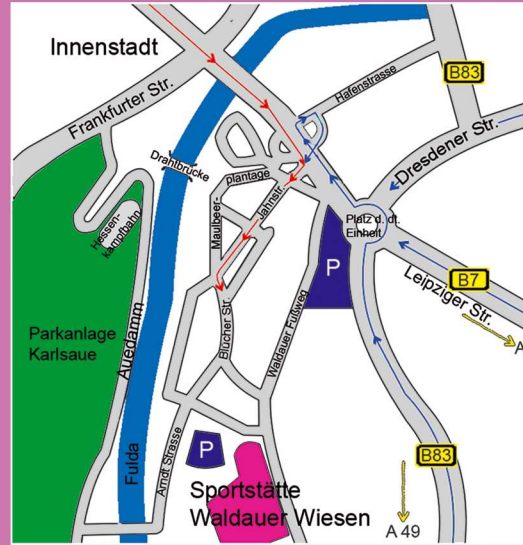 Innenstadt
B83
Hafenstrasse
Frankfurter Str.
Dresdener Str.
Drahtbrücke
plantage
Maulbeer-
Jahnstr.
Hessen-
kampfbahn
Platz d. dt.
Einheit
P
B7
Leipziger Str.
A
Waldauer Fußweg
Parkanlage
Karlsaue
Auedamm
Blücher Str.
Fulda
Arndt Strasse
P
B83
Sportstätte
Waldauer Wiesen
A 49